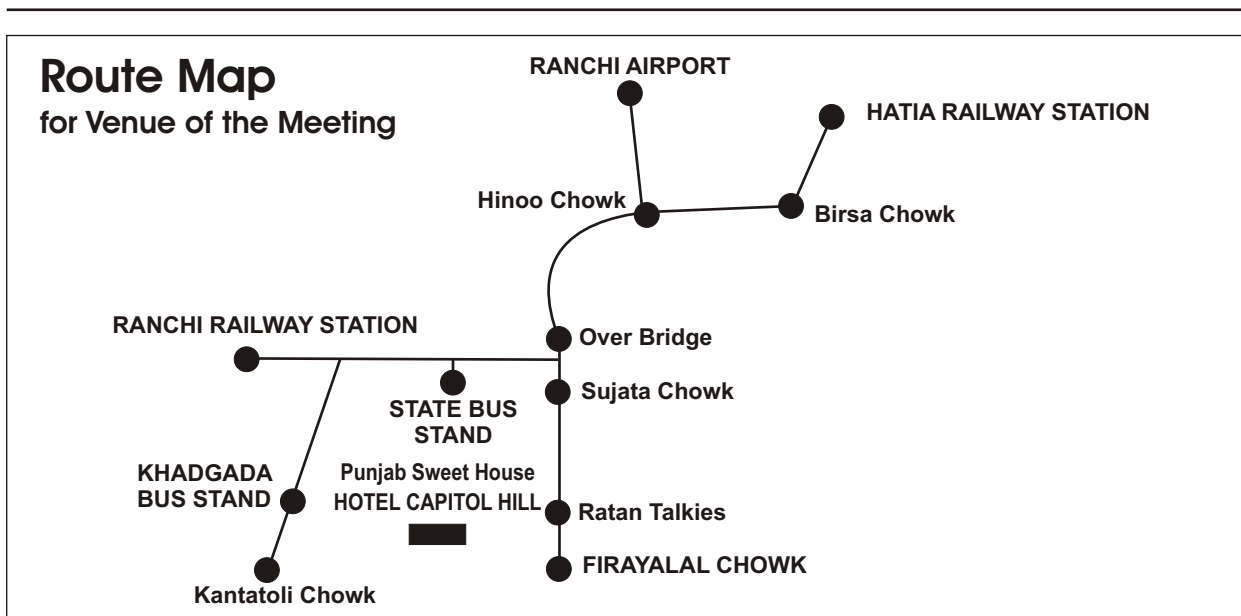 Route Map
for Venue of the Meeting
RANCHI AIRPORT
HATIA RAILWAY STATION
Hinoo Chowk
Birsa Chowk
RANCHI RAILWAY STATION
Over Bridge
Sujata Chowk
STATE BUS
STAND
KHADGADA
BUS STAND
Punjab Sweet House
HOTEL CAPITOL HILL
Ratan Talkies
FIRAYALAL CHOWK
Kantatoli Chowk